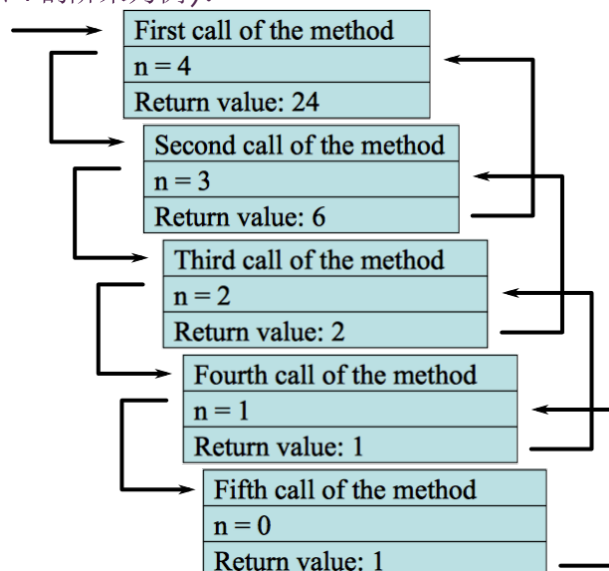 First call of the method
n = 4
Return value: 24
Second call of the method
n = 3
Return value: 6
Third call of the method
n = 2
Return value: 2
Fourth call of the method
n = 1
Return value: 1
Fifth call of the method
n = 0
Return value: 1